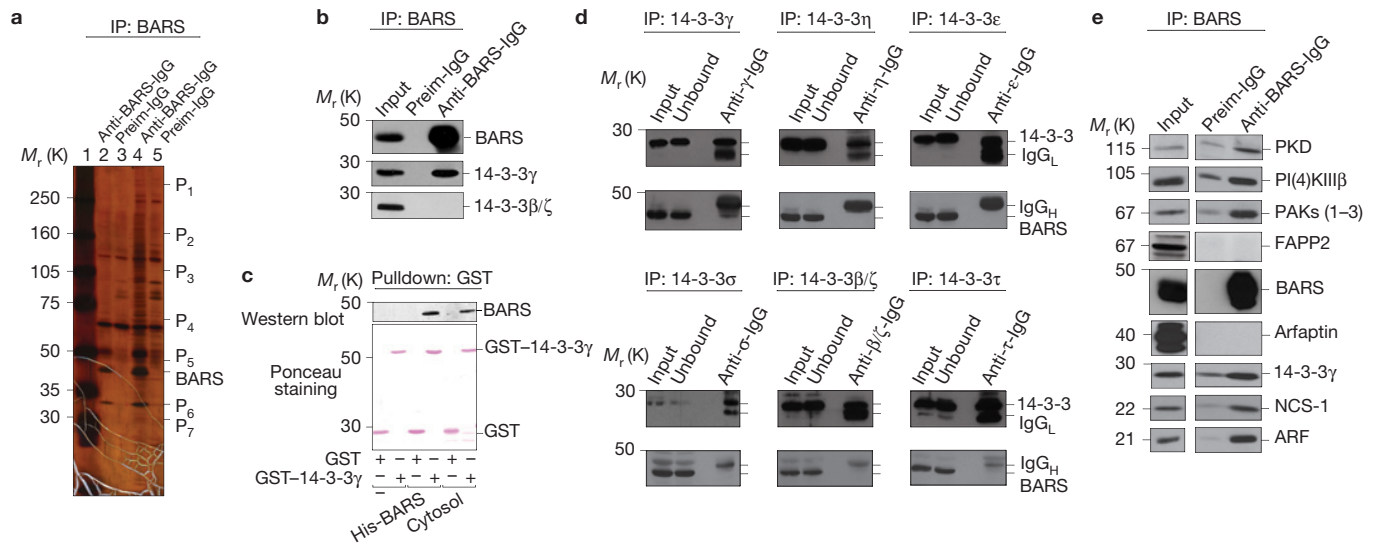 a
IP: BARS
Anti-BARS-IgG
Preim-IgG
Anti-BARS-IgG
Preim-IgG
Mr (K) 1 2 3 4 5
250
160
105
75
50
35
30
P1
P2
P3
P4
P5
BARS
P6
P7
b
IP: BARS
Input
Preim-IgG
Anti-BARS-IgG
Mr (K)
50
BARS
30
14-3-3γ
30
14-3-3β/ζ
c
Mr (K) Pulldown: GST
50
Western blot
BARS
50
GST–14-3-3γ
Ponceau
staining
30
GST
GST + – + – + –
GST–14-3-3γ – + – + – +
–
His-BARS
Cytosol
d
IP: 14-3-3γ
IP: 14-3-3η
IP: 14-3-3ε
Input
Unbound
Anti-γ-IgG
Input
Unbound
Anti-η-IgG
Input
Unbound
Anti-ε-IgG
Mr (K)
30
14-3-3
IgGL
50
IgGH
BARS
IP: 14-3-3σ
IP: 14-3-3β/ζ
IP: 14-3-3τ
Input
Unbound
Anti-σ-IgG
Input
Unbound
Anti-β/ζ-IgG
Input
Unbound
Anti-τ-IgG
Mr (K)
30
14-3-3
IgGL
50
IgGH
BARS
e
IP: BARS
Input
Preim-IgG
Anti-BARS-IgG
Mr (K)
115
PKD
105
PI(4)KIIIβ
67
PAKs (1–3)
67
FAPP2
50
BARS
40
Arfaptin
30
14-3-3γ
22
NCS-1
21
ARF